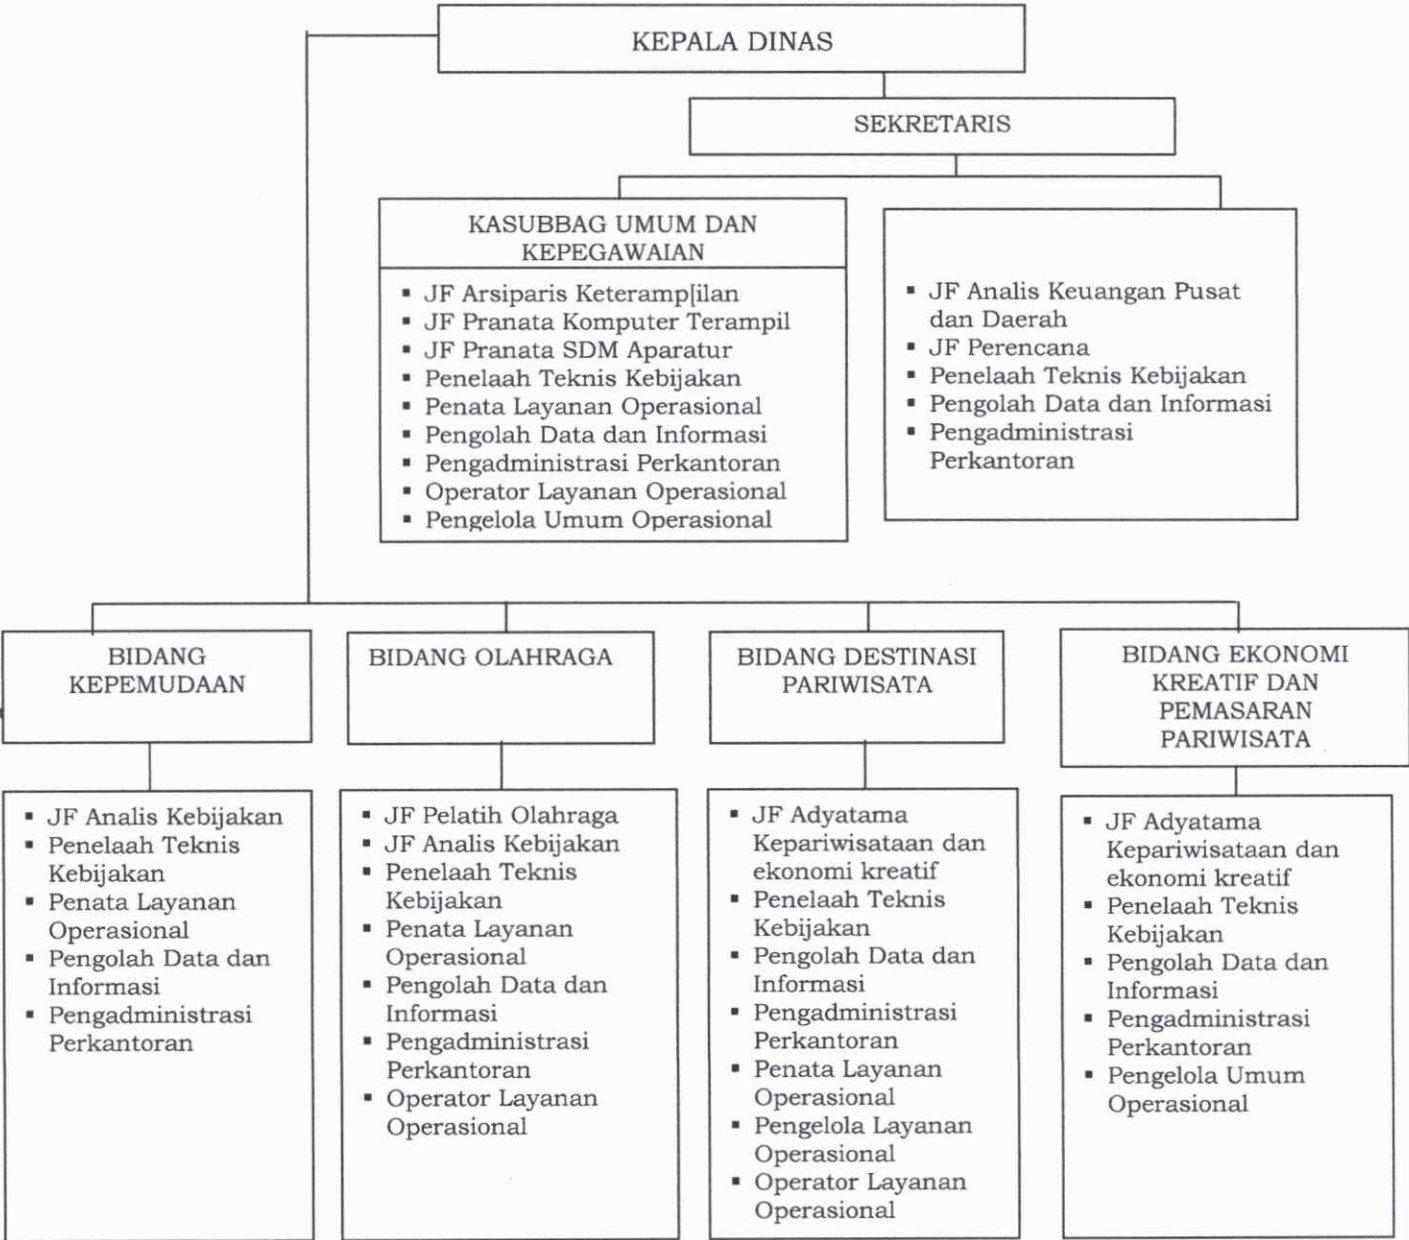 KEPALA DINAS
SEKRETARIS
KASUBBAG UMUM DAN
KEPEGAWAIAN
▪ JF Arsiparis Keteramp[ilan
▪ JF Pranata Komputer Terampil
▪ JF Pranata SDM Aparatur
▪ Penelaah Teknis Kebijakan
▪ Penata Layanan Operasional
▪ Pengolah Data dan Informasi
▪ Pengadministrasi Perkantoran
▪ Operator Layanan Operasional
▪ Pengelola Umum Operasional
▪ JF Analis Keuangan Pusat
dan Daerah
▪ JF Perencana
▪ Penelaah Teknis Kebijakan
▪ Pengolah Data dan Informasi
▪ Pengadministrasi
Perkantoran
BIDANG
KEPEMUDAAN
▪ JF Analis Kebijakan
▪ Penelaah Teknis
Kebijakan
▪ Penata Layanan
Operasional
▪ Pengolah Data dan
Informasi
▪ Pengadministrasi
Perkantoran
BIDANG OLAHRAGA
▪ JF Pelatih Olahraga
▪ JF Analis Kebijakan
▪ Penelaah Teknis
Kebijakan
▪ Penata Layanan
Operasional
▪ Pengolah Data dan
Informasi
▪ Pengadministrasi
Perkantoran
▪ Operator Layanan
Operasional
BIDANG DESTINASI
PARIWISATA
▪ JF Adyatama
Kepariwisataan dan
ekonomi kreatif
▪ Penelaah Teknis
Kebijakan
▪ Pengolah Data dan
Informasi
▪ Pengadministrasi
Perkantoran
▪ Penata Layanan
Operasional
▪ Pengelola Layanan
Operasional
▪ Operator Layanan
Operasional
BIDANG EKONOMI
KREATIF DAN
PEMASARAN
PARIWISATA
▪ JF Adyatama
Kepariwisataan dan
ekonomi kreatif
▪ Penelaah Teknis
Kebijakan
▪ Pengolah Data dan
Informasi
▪ Pengadministrasi
Perkantoran
▪ Pengelola Umum
Operasional